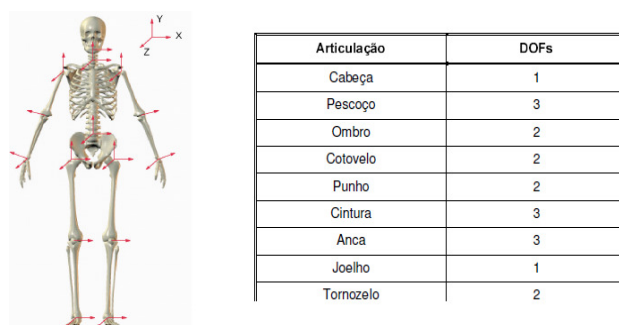 Y
X
Z
Articulação DOFs
Cabeça 1
Pescoço 3
Ombro 2
Cotovelo 2
Punho 2
Cintura 3
Anca 3
Joelho 1
Tornozelo 2